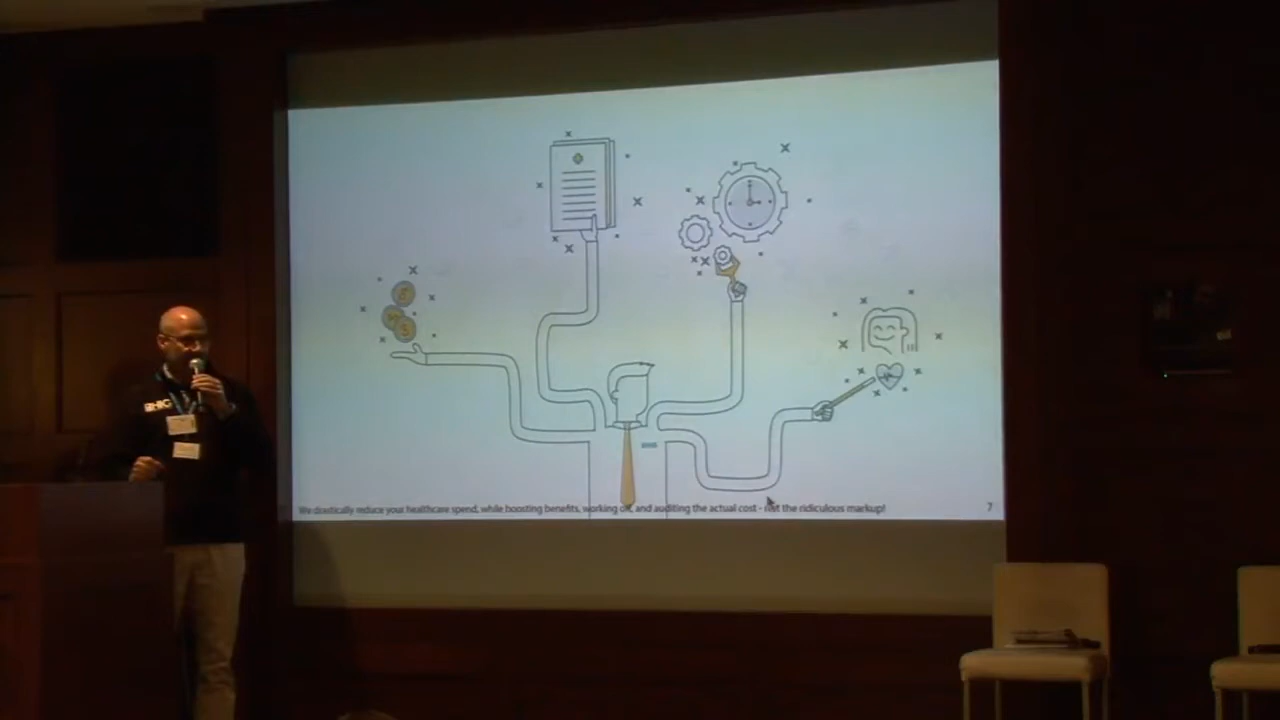 We drastically reduce your healthcare spend, while boosting benefits, working on, and auditing the actual cost - not the ridiculous markup!
7